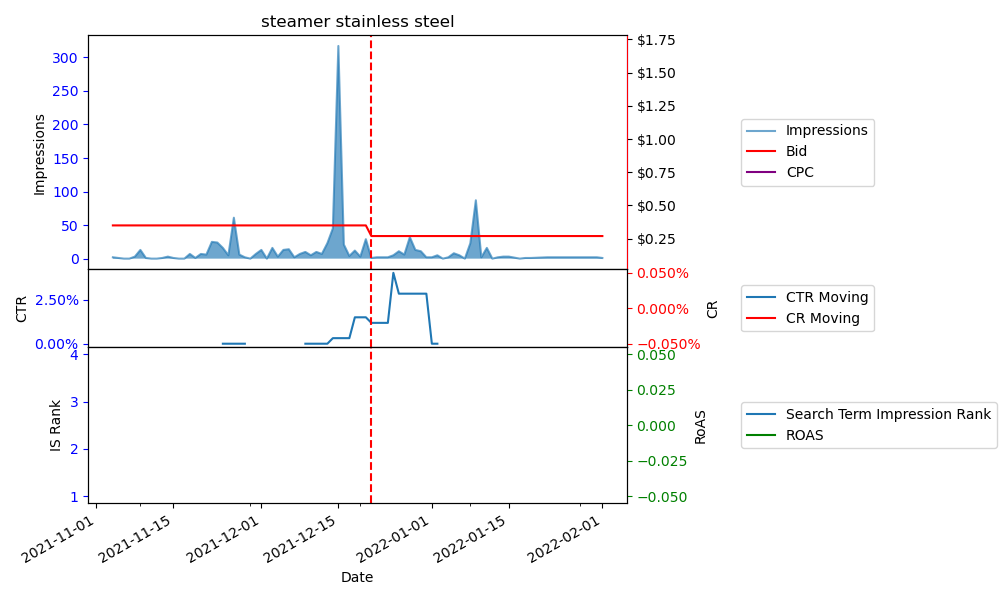 steamer stainless steel
Impressions
300
250
200
150
100
50
0
$1.75
$1.50
$1.25
$1.00
$0.75
$0.50
$0.25
Impressions
Bid
CPC
CTR
2.50%
0.00%
0.050%
0.000%
−0.050%
CR
CTR Moving
CR Moving
IS Rank
4
3
2
1
0.050
0.025
0.000
−0.025
−0.050
RoAS
Search Term Impression Rank
ROAS
2021-11-01
2021-11-15
2021-12-01
2021-12-15
2022-01-01
2022-01-15
2022-02-01
Date